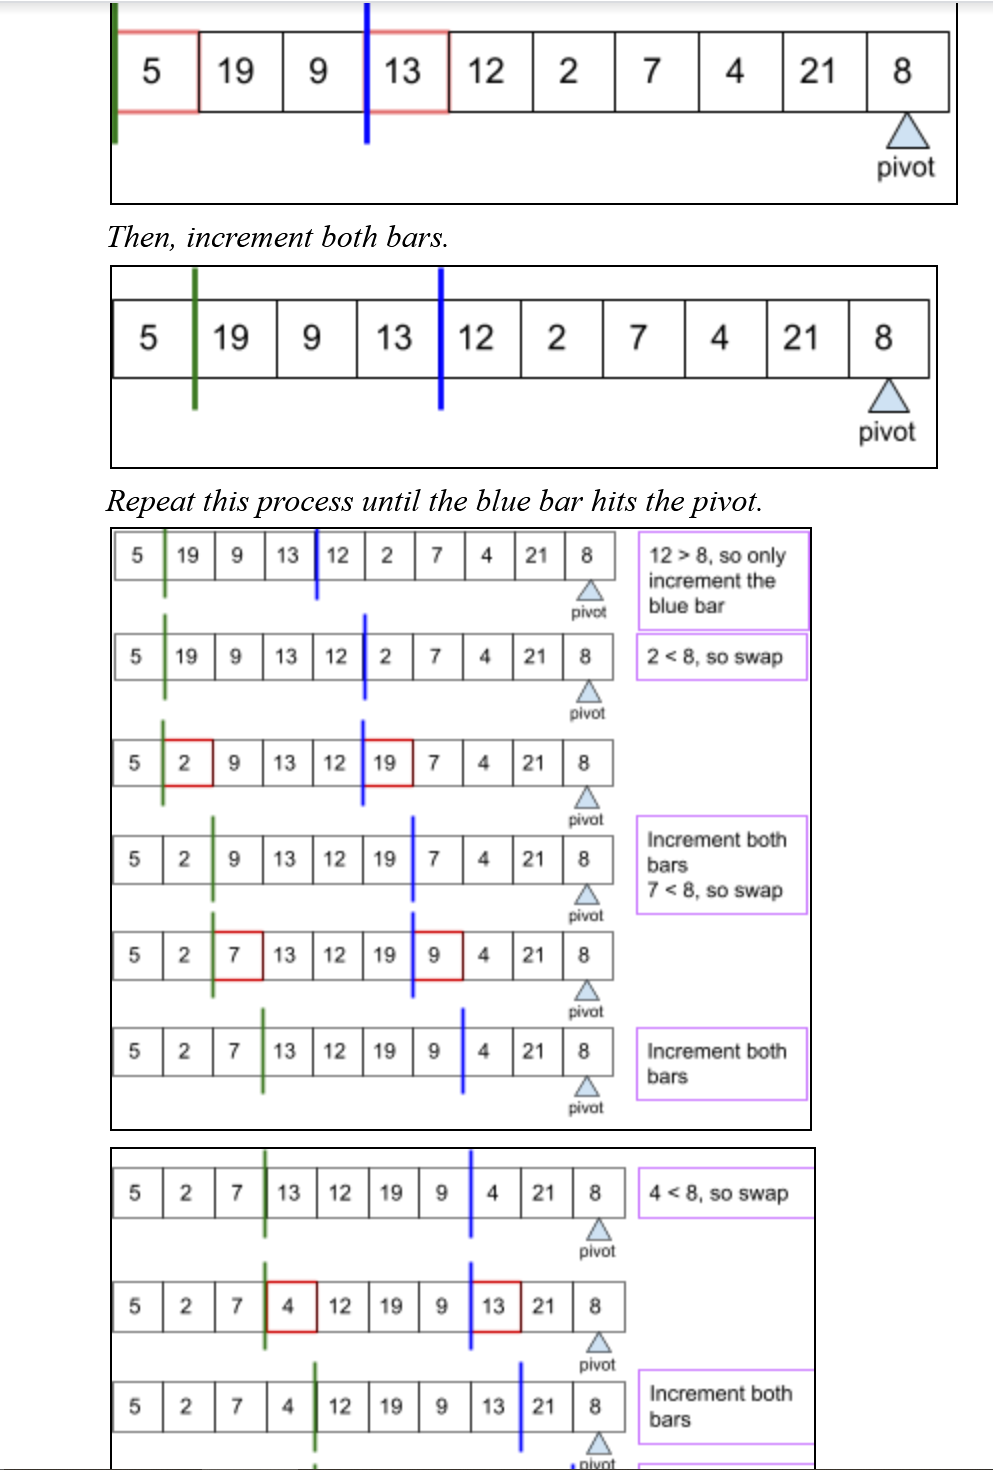 5 19 9 13 12 2 7 4 21 8
pivot
Then, increment both bars.
5 19 9 13 12 2 7 4 21 8
pivot
Repeat this process until the blue bar hits the pivot.
5 19 9 13 12 2 7 4 21 8
pivot
12 > 8, so only
increment the
blue bar
5 19 9 13 12 2 7 4 21 8
pivot
2 < 8, so swap
5 2 9 13 12 19 7 4 21 8
pivot
5 2 9 13 12 19 7 4 21 8
pivot
Increment both
bars
7 < 8, so swap
5 2 7 13 12 19 9 4 21 8
pivot
5 2 7 13 12 19 9 4 21 8
pivot
Increment both
bars
5 2 7 13 12 19 9 4 21 8
pivot
4 < 8, so swap
5 2 7 4 12 19 9 13 21 8
pivot
5 2 7 4 12 19 9 13 21 8
pivot
Increment both
bars